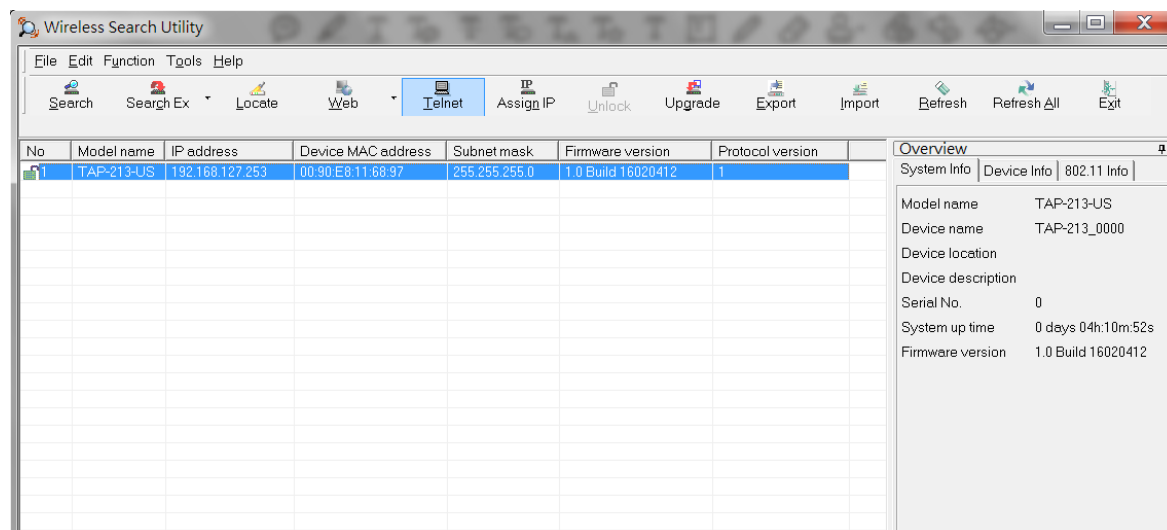 Wireless Search Utility
File Edit Function Tools Help
Search Search Ex Locate Web Telnet Assign IP Unlock Upgrade Export Import Refresh Refresh All Exit
No Model name IP address Device MAC address Subnet mask Firmware version Protocol version
1 TAP-213-US 192.168.127.253 00:90:E8:11:68:97 255.255.255.0 1.0 Build 16020412 1
Overview
System Info Device Info 802.11 Info
Model name TAP-213-US
Device name TAP-213_0000
Device location
Device description
Serial No. 0
System up time 0 days 04h:10m:52s
Firmware version 1.0 Build 16020412